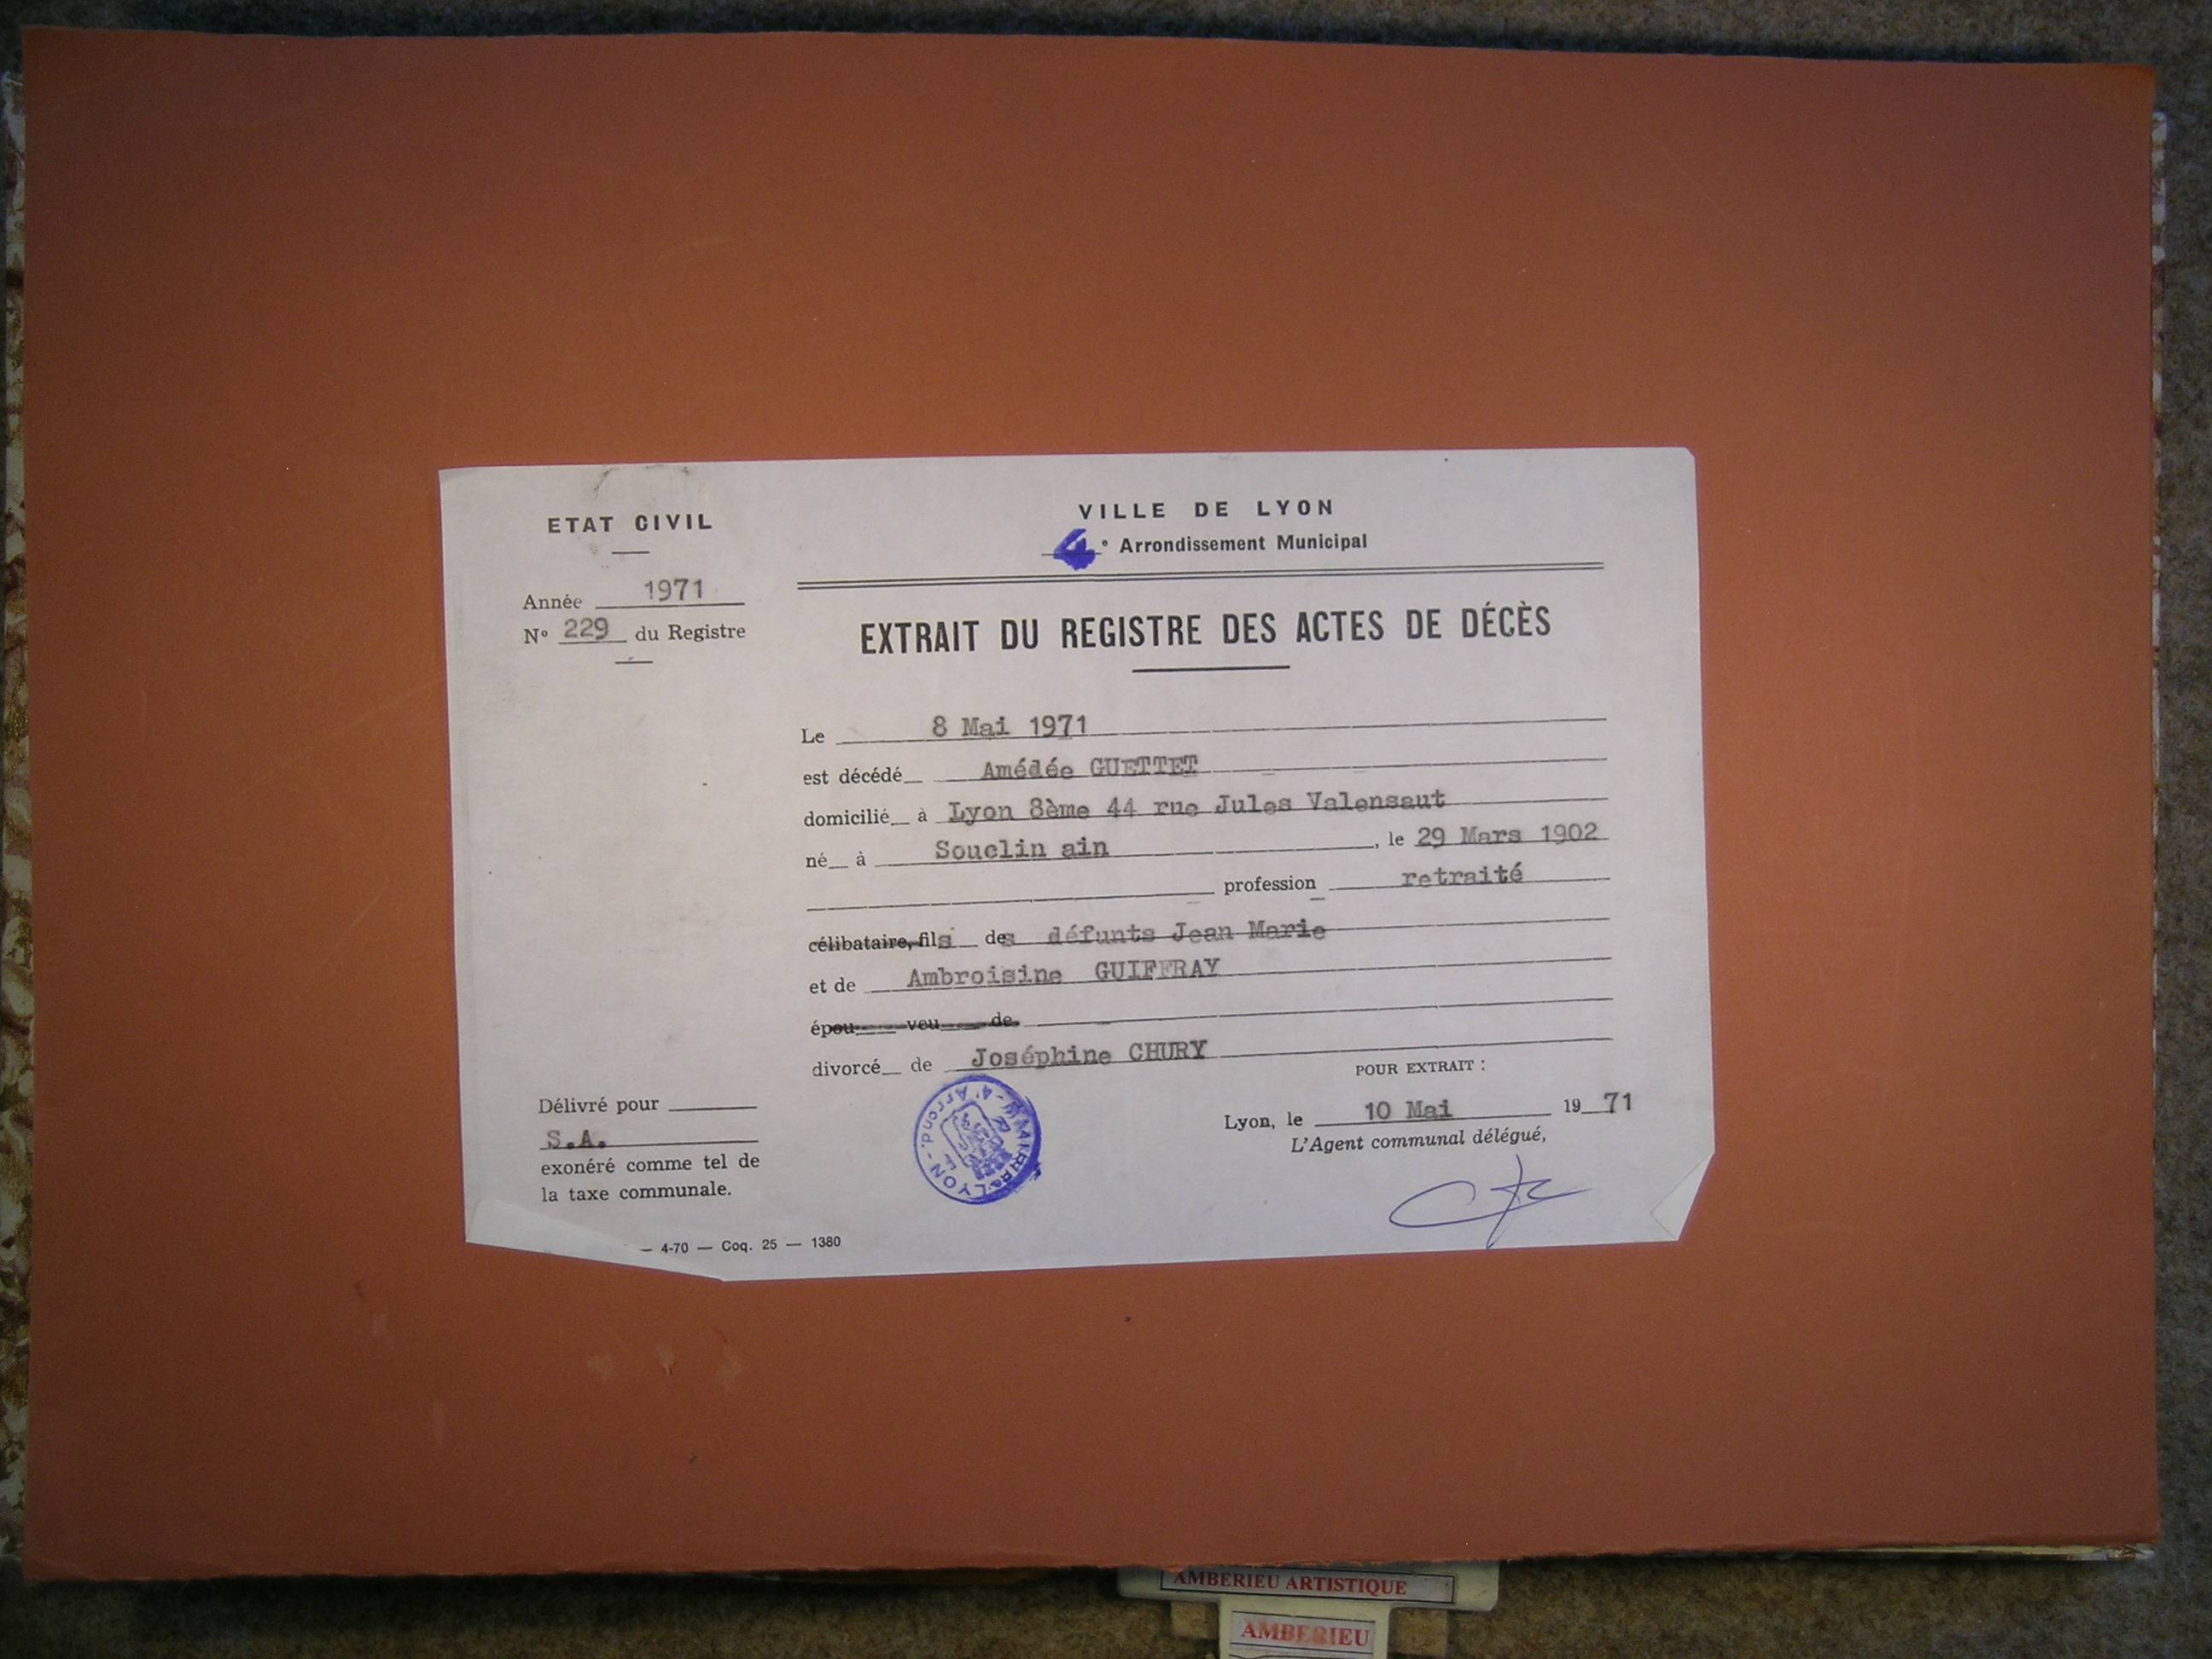 ETAT CIVIL
Année 1971
Nº 229 du Registre
VILLE DE LYON
4e Arrondissement Municipal
EXTRAIT DU REGISTRE DES ACTES DE DÉCÈS
Le 8 Mai 1971
est décédé Amédée GUETTET
domicilié à Lyon 8ème 44 rue Jules Valensaut
né à Souclin ain , le 29 Mars 1902
profession retraité
célibataire, fils des défunts Jean Marie
et de Ambroisine GUIFFRAY
épou veu de
divorcé de Joséphine CHURY
POUR EXTRAIT :
Lyon, le 10 Mai 1971
L'Agent communal délégué,
Délivré pour
S.A.
exonéré comme tel de
la taxe communale.
— 4-70 — Coq. 25 — 1380
MAIRIE DE LYON - 4e Arrond.
AMBERIEU ARTISTIQUE
AMBERIEU